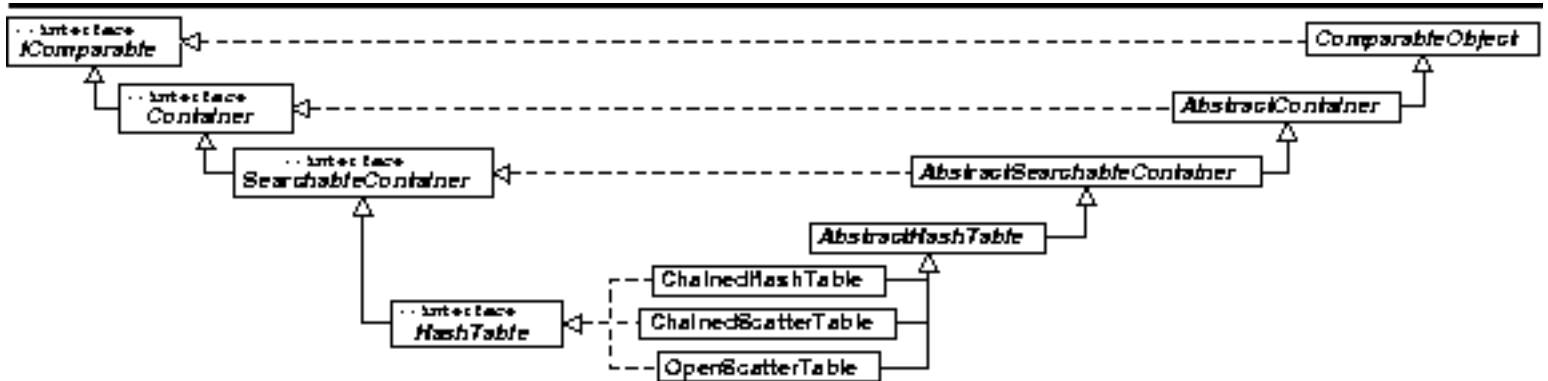 interface
IComparable
ComparableObject
interface
Container
AbstractContainer
interface
SearchableContainer
AbstractSearchableContainer
AbstractHashTable
ChainedHashTable
interface
HashTable
ChainedScatterTable
OpenScatterTable